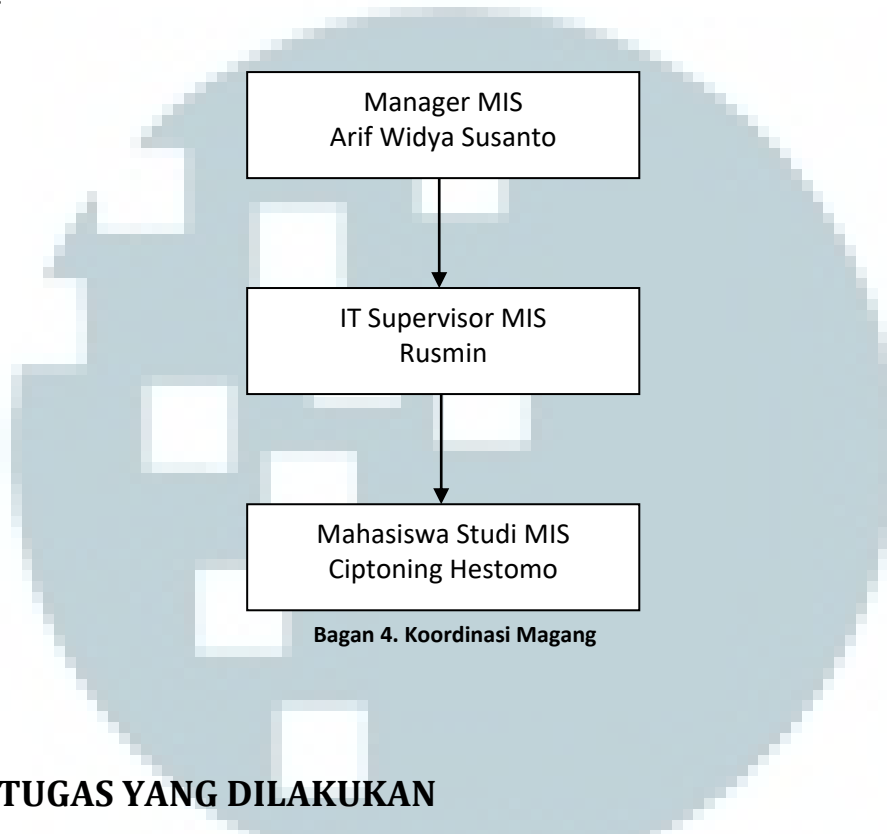 Manager MIS
Arif Widya Susanto
IT Supervisor MIS
Rusmin
Mahasiswa Studi MIS
Ciptoning Hestomo
Bagan 4. Koordinasi Magang
TUGAS YANG DILAKUKAN